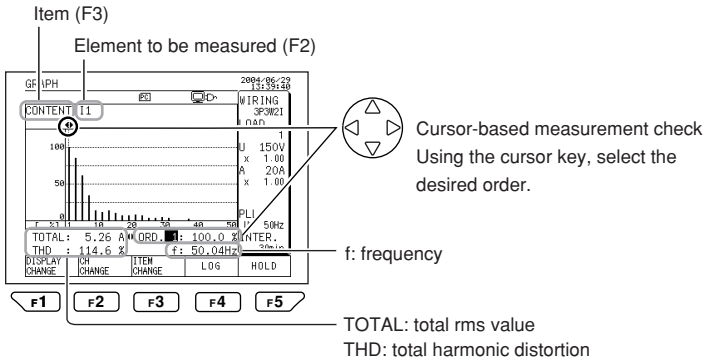 Item (F3)
Element to be measured (F2)
GRAPH
2004/06/29
13:39:40
PC
CONTENT I1
WIRING
3P3W2I
LOAD
1
U 150V
x 1.00
A 20A
x 1.00
100
50
0
[ %] 1 10 20 30 40 50
PLL
U 50Hz
TOTAL: 5.26 A
ORD. 1: 100.0 %
INTER.
30min
THD : 114.6 %
f: 50.04Hz
DISPLAY CHANGE
CH CHANGE
ITEM CHANGE
LOG
HOLD
F1 F2 F3 F4 F5
Cursor-based measurement check
Using the cursor key, select the
desired order.
f: frequency
TOTAL: total rms value
THD: total harmonic distortion